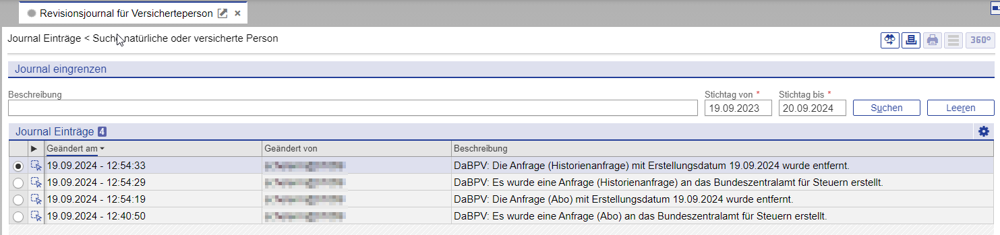 Revisionsjournal für Versicherteperson
Journal Einträge < Suche natürliche oder versicherte Person
360°
Journal eingrenzen
Beschreibung Stichtag von * Stichtag bis *
19.09.2023 20.09.2024 Suchen Leeren
Journal Einträge 4
Geändert am Geändert von Beschreibung
19.09.2024 - 12:54:33 DaBPV: Die Anfrage (Historienanfrage) mit Erstellungsdatum 19.09.2024 wurde entfernt.
19.09.2024 - 12:54:29 DaBPV: Es wurde eine Anfrage (Historienanfrage) an das Bundeszentralamt für Steuern erstellt.
19.09.2024 - 12:54:19 DaBPV: Die Anfrage (Abo) mit Erstellungsdatum 19.09.2024 wurde entfernt.
19.09.2024 - 12:40:50 DaBPV: Es wurde eine Anfrage (Abo) an das Bundeszentralamt für Steuern erstellt.